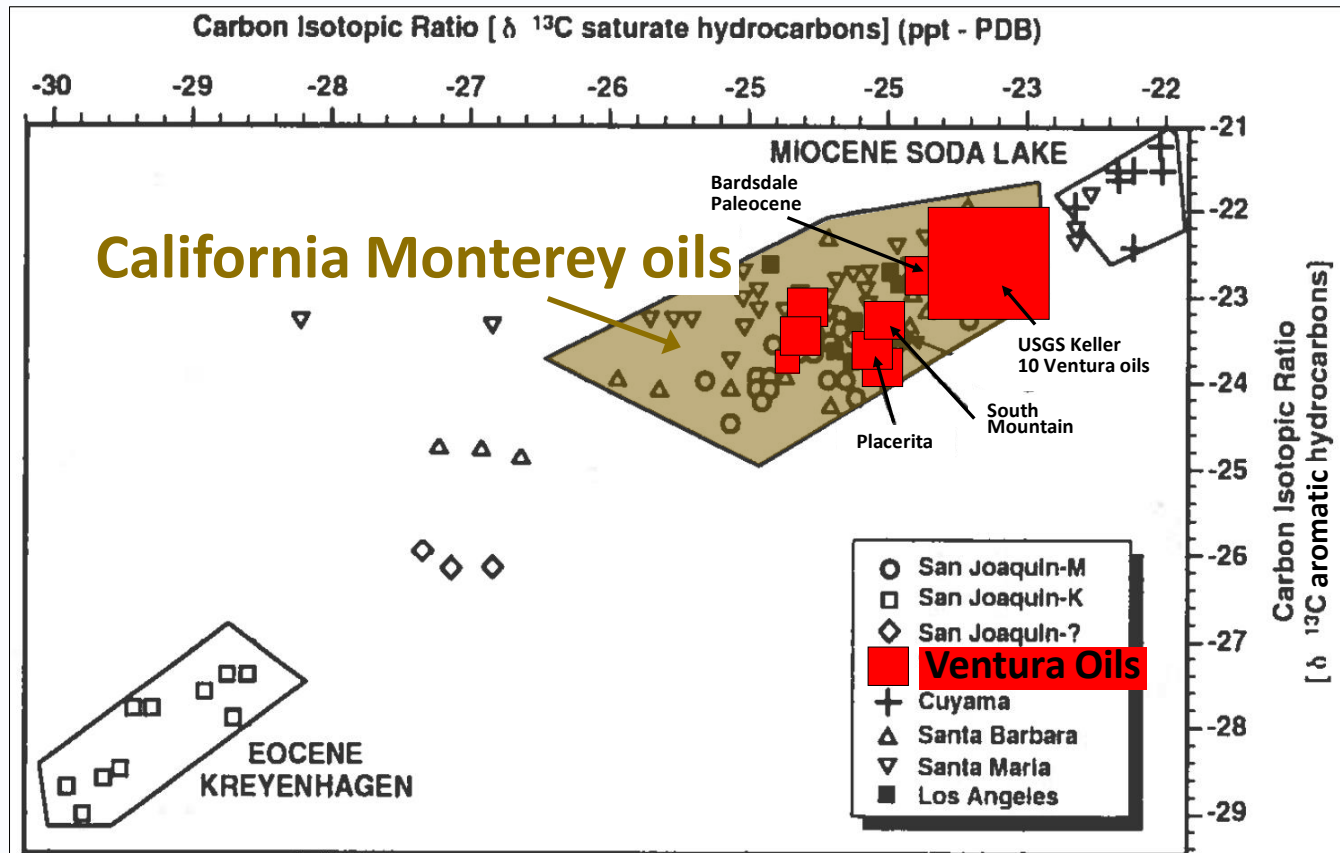 Carbon Isotopic Ratio [ δ ¹³C saturate hydrocarbons] (ppt - PDB)
-30 -29 -28 -27 -26 -25 -25 -23 -22
-21
MIOCENE SODA LAKE
Bardsdale
Paleocene
-22
California Monterey oils
-23
USGS Keller
10 Ventura oils
-24
South
Mountain
Placerita
-25
-26
-27
-28
-29
Carbon Isotopic Ratio
[ δ ¹³C aromatic hydrocarbons]
San Joaquin-M
San Joaquin-K
San Joaquin-?
Ventura Oils
Cuyama
Santa Barbara
Santa Maria
Los Angeles
EOCENE
KREYENHAGEN